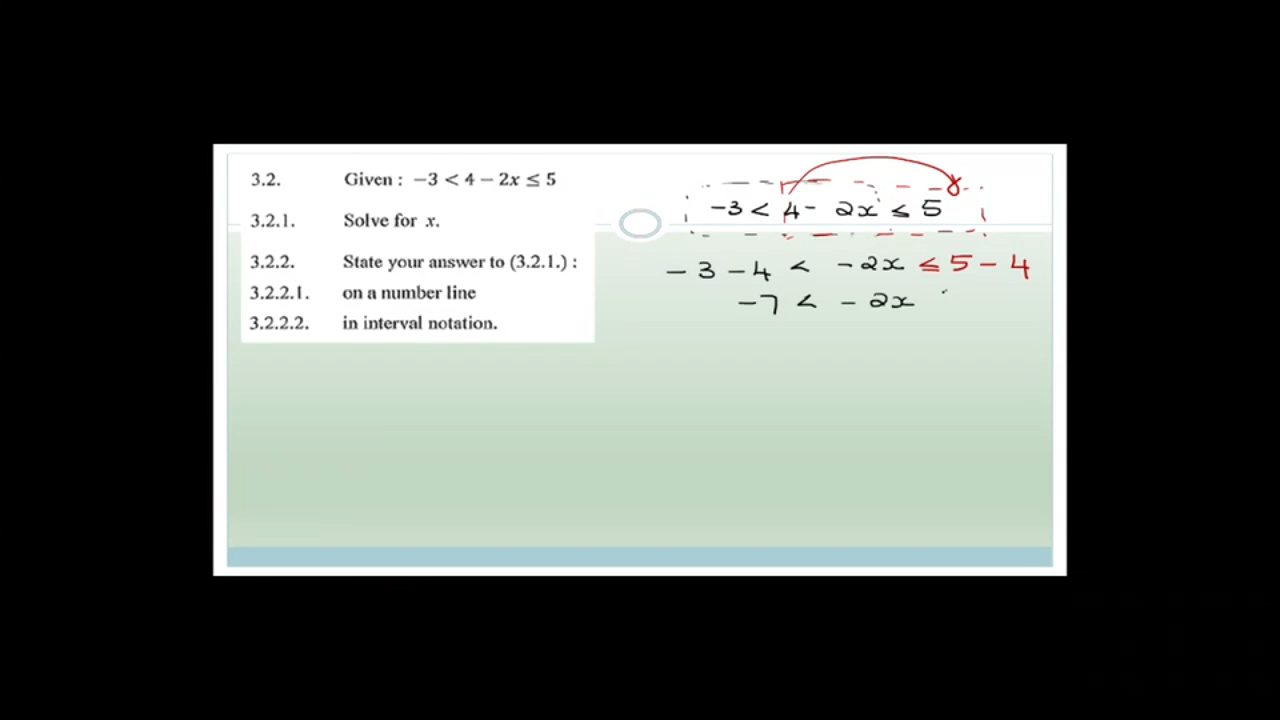 3.2. Given : −3 < 4 − 2x ≤ 5
3.2.1. Solve for x.
3.2.2. State your answer to (3.2.1.) :
3.2.2.1. on a number line
3.2.2.2. in interval notation.
−3 < 4 − 2x ≤ 5
−3 − 4 < −2x ≤ 5 − 4
−7 < −2x